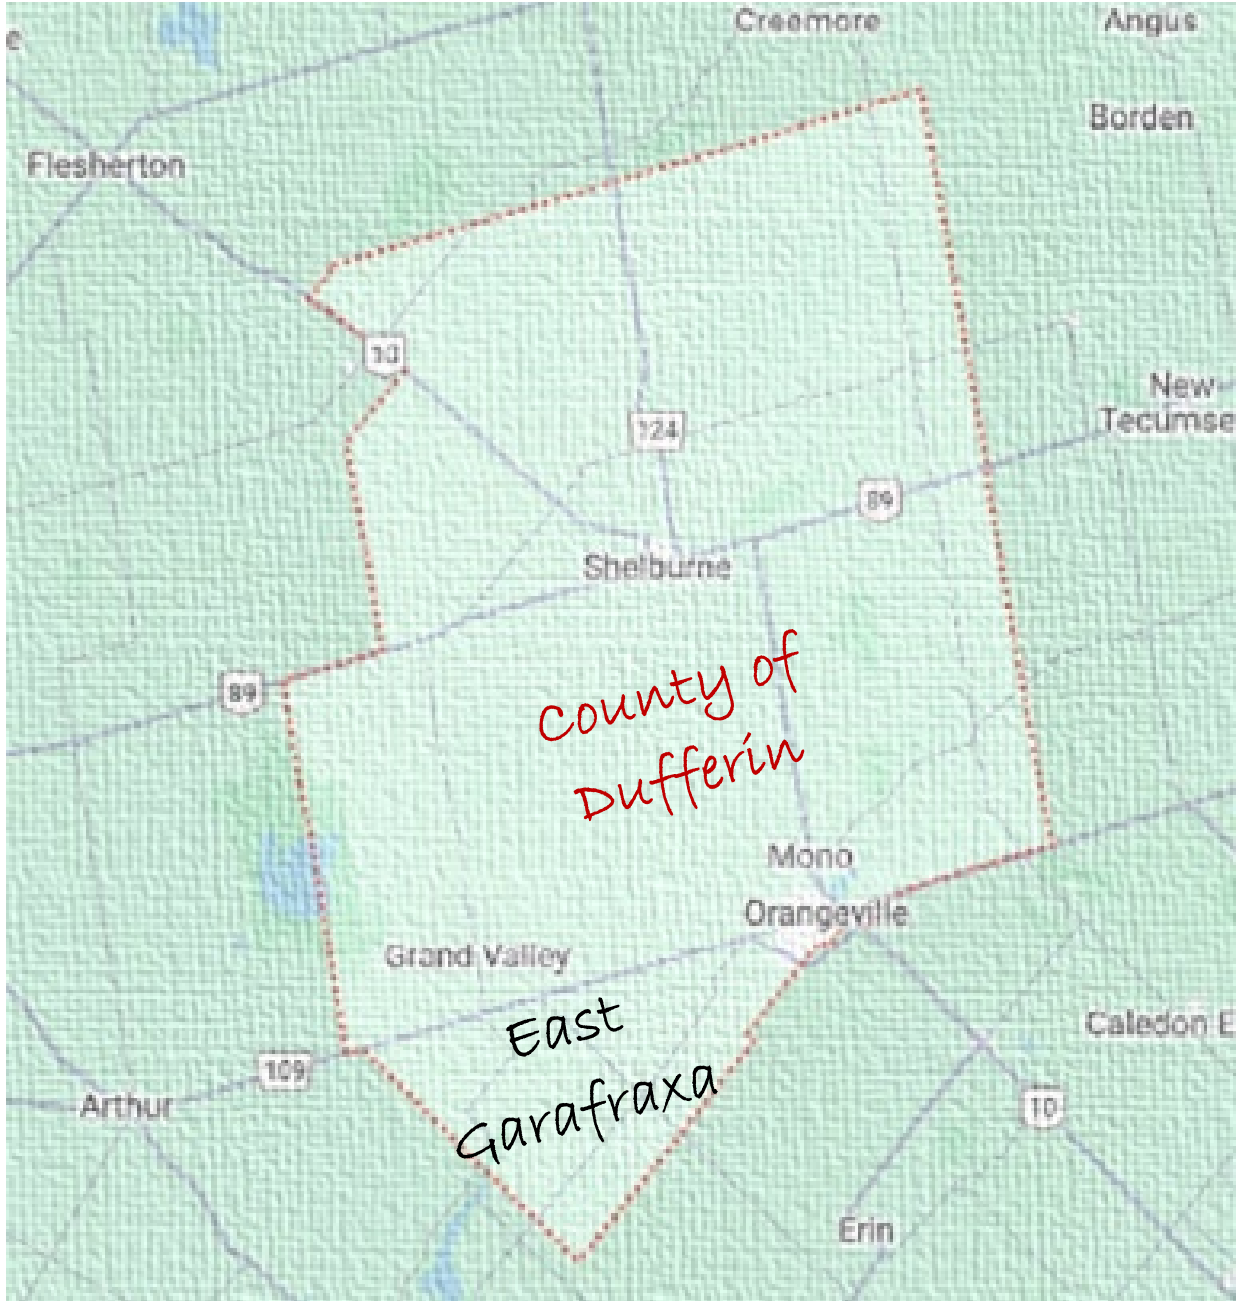 Creemore
Angus
e
Borden
Flesherton
10
New
Tecumse
124
89
Shelburne
County of
Dufferin
89
Mono
Orangeville
Grand Valley
East
Garafraxa
Caledon E
109
Arthur
10
Erin